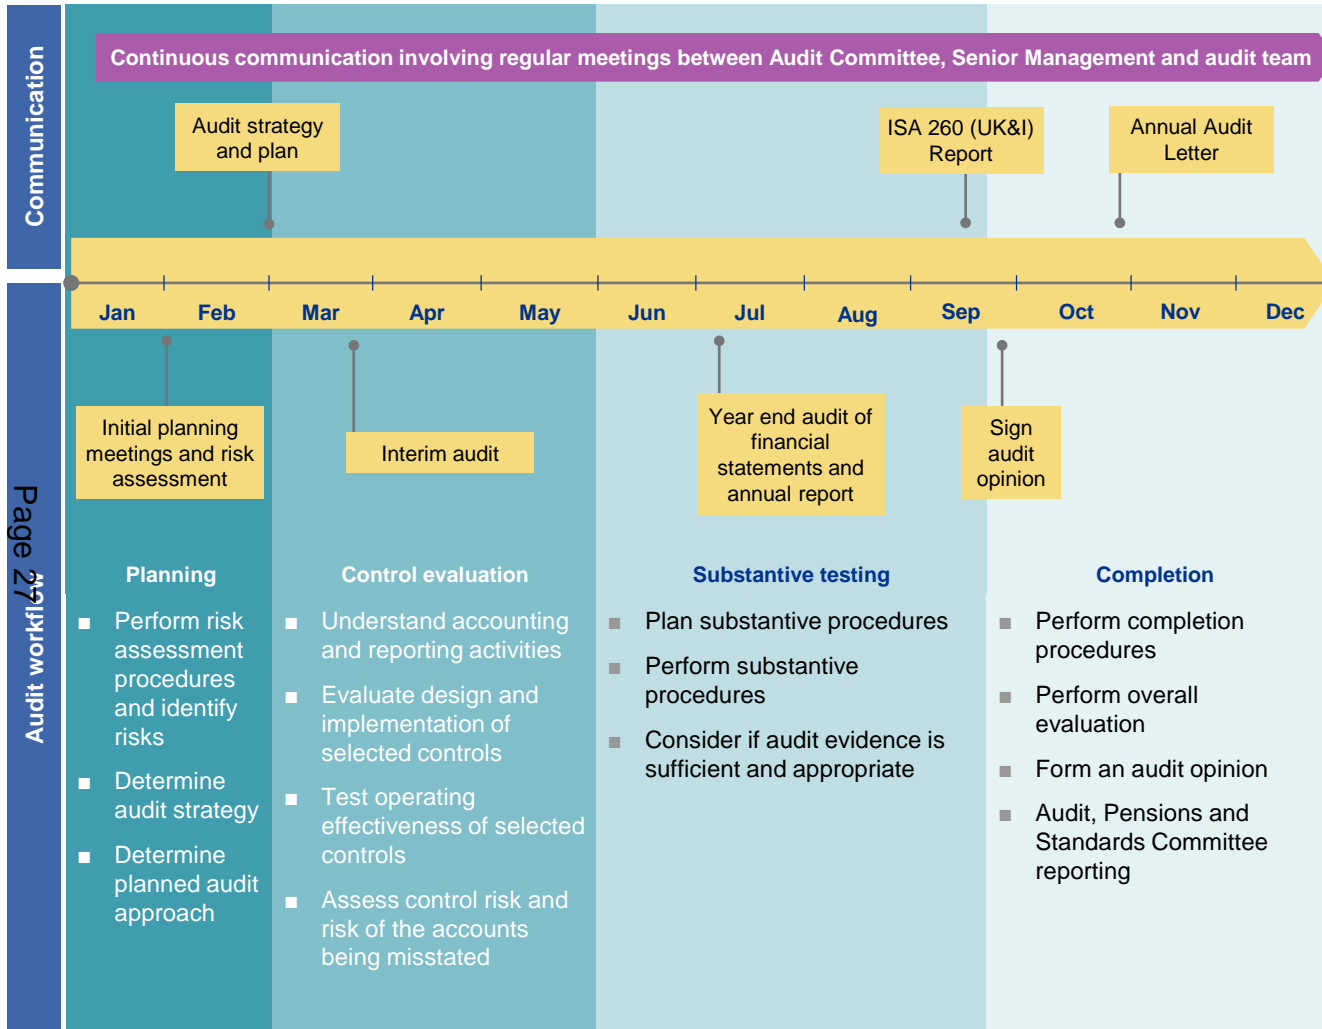 Communication
Continuous communication involving regular meetings between Audit Committee, Senior Management and audit team
Audit strategy
and plan
ISA 260 (UK&I)
Report
Annual Audit
Letter
Jan Feb Mar Apr May Jun Jul Aug Sep Oct Nov Dec
Initial planning
meetings and risk
assessment
Interim audit
Year end audit of
financial
statements and
annual report
Sign
audit
opinion
Page 27
Audit workflow
Planning
■ Perform risk
assessment
procedures
and identify
risks
■ Determine
audit strategy
■ Determine
planned audit
approach
Control evaluation
■ Understand accounting
and reporting activities
■ Evaluate design and
implementation of
selected controls
■ Test operating
effectiveness of selected
controls
■ Assess control risk and
risk of the accounts
being misstated
Substantive testing
■ Plan substantive procedures
■ Perform substantive
procedures
■ Consider if audit evidence is
sufficient and appropriate
Completion
■ Perform completion
procedures
■ Perform overall
evaluation
■ Form an audit opinion
■ Audit, Pensions and
Standards Committee
reporting